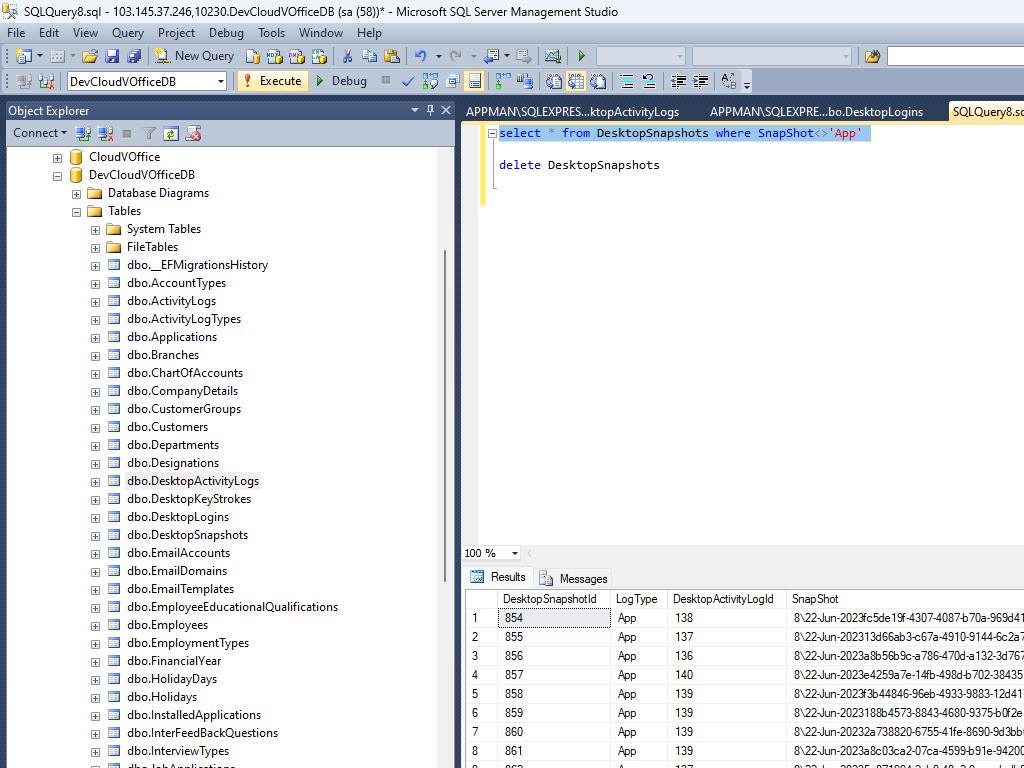 SQLQuery8.sql - 103.145.37.246,10230.DevCloudVOfficeDB (sa (58))* - Microsoft SQL Server Management Studio
File Edit View Query Project Debug Tools Window Help
New Query
DevCloudVOfficeDB Execute Debug
Object Explorer
Connect
CloudVOffice
DevCloudVOfficeDB
Database Diagrams
Tables
System Tables
FileTables
dbo.__EFMigrationsHistory
dbo.AccountTypes
dbo.ActivityLogs
dbo.ActivityLogTypes
dbo.Applications
dbo.Branches
dbo.ChartOfAccounts
dbo.CompanyDetails
dbo.CustomerGroups
dbo.Customers
dbo.Departments
dbo.Designations
dbo.DesktopActivityLogs
dbo.DesktopKeyStrokes
dbo.DesktopLogins
dbo.DesktopSnapshots
dbo.EmailAccounts
dbo.EmailDomains
dbo.EmailTemplates
dbo.EmployeeEducationalQualifications
dbo.Employees
dbo.EmploymentTypes
dbo.FinancialYear
dbo.HolidayDays
dbo.Holidays
dbo.InstalledApplications
dbo.InterFeedBackQuestions
dbo.InterviewTypes
APPMAN\SQLEXPRES...ktopActivityLogs APPMAN\SQLEXPRE...bo.DesktopLogins SQLQuery8.sq
select * from DesktopSnapshots where SnapShot<>'App'
delete DesktopSnapshots
100 %
Results Messages
DesktopSnapshotId LogType DesktopActivityLogId SnapShot
1 854 App 138 8\22-Jun-2023fc5de19f-4307-4087-b70a-969d41
2 855 App 137 8\22-Jun-202313d66ab3-c67a-4910-9144-6c2a7
3 856 App 136 8\22-Jun-2023a8b56b9c-a786-470d-a132-3d767
4 857 App 140 8\22-Jun-2023e4259a7e-14fb-498d-b702-38435
5 858 App 139 8\22-Jun-2023f3b44846-96eb-4933-9883-12d41
6 859 App 139 8\22-Jun-2023188b4573-8843-4680-9375-b0f2e
7 860 App 139 8\22-Jun-20232a738820-6755-41fe-8690-9d3bb
8 861 App 139 8\22-Jun-2023a8c03ca2-07ca-4599-b91e-94200